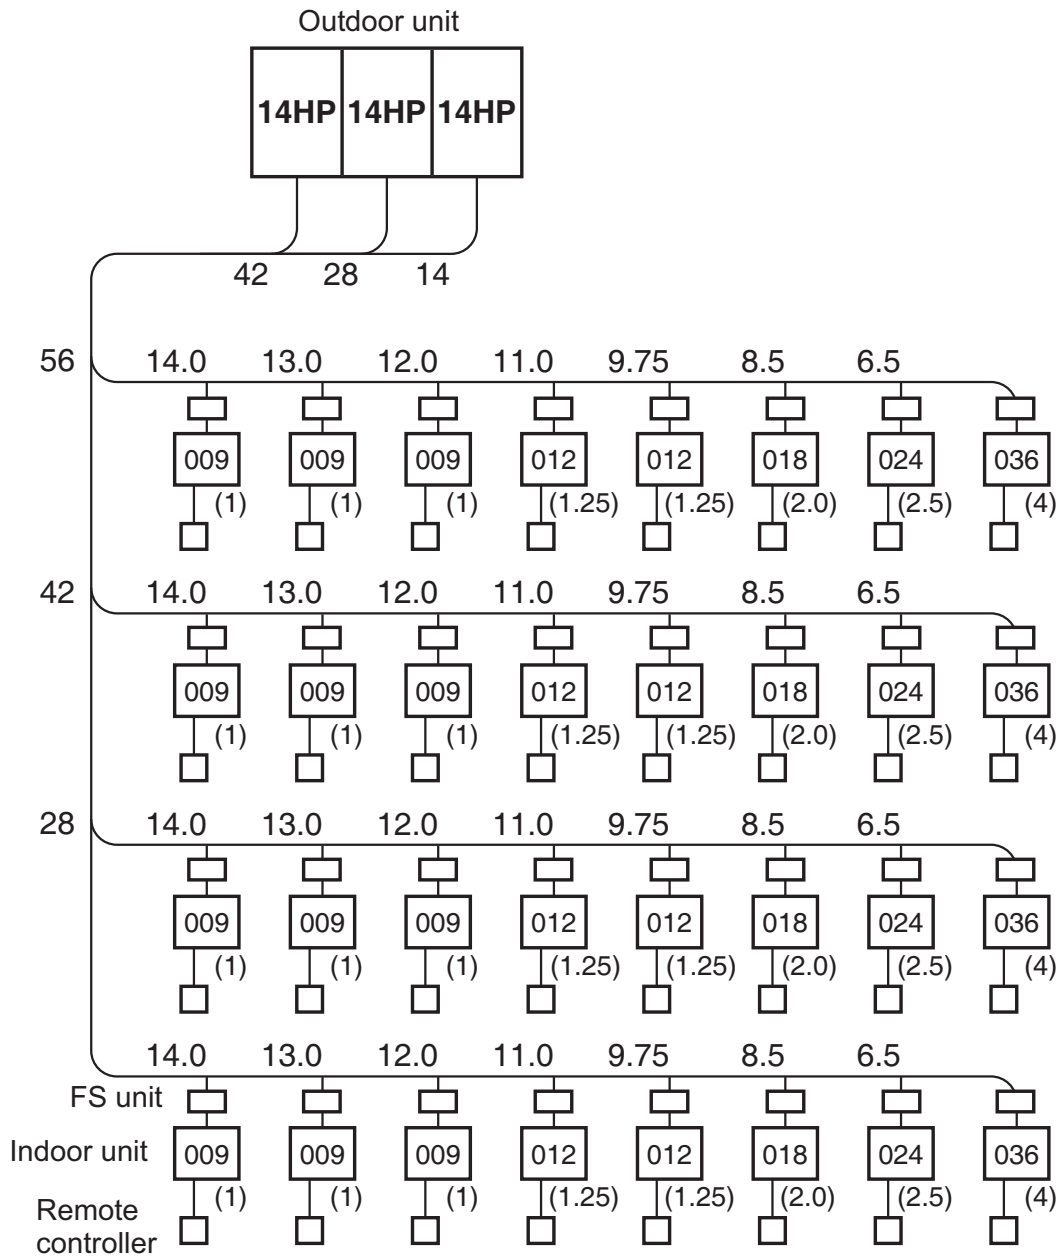 Outdoor unit
14HP 14HP 14HP
42 28 14
56 14.0 13.0 12.0 11.0 9.75 8.5 6.5
009 009 009 012 012 018 024 036
(1) (1) (1) (1.25) (1.25) (2.0) (2.5) (4)
42 14.0 13.0 12.0 11.0 9.75 8.5 6.5
009 009 009 012 012 018 024 036
(1) (1) (1) (1.25) (1.25) (2.0) (2.5) (4)
28 14.0 13.0 12.0 11.0 9.75 8.5 6.5
009 009 009 012 012 018 024 036
(1) (1) (1) (1.25) (1.25) (2.0) (2.5) (4)
14.0 13.0 12.0 11.0 9.75 8.5 6.5
FS unit
Indoor unit 009 009 009 012 012 018 024 036
(1) (1) (1) (1.25) (1.25) (2.0) (2.5) (4)
Remote
controller